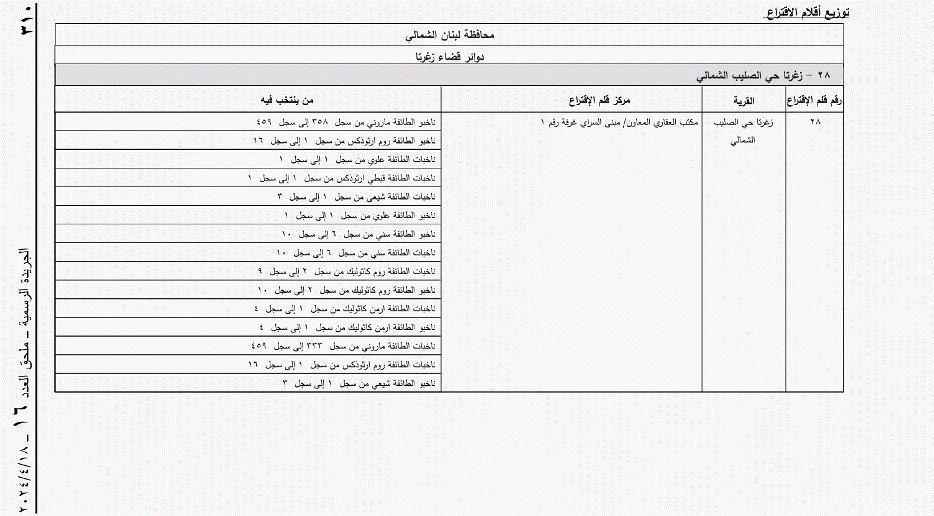 توزيع أقلام الاقتراع
محافظة لبنان الشمالي
دوائر قضاء زغرتا
٢٨ - زغرتا حي الصليب الشمالي
رقم قلم الإقتراع القرية مركز قلم الإقتراع من ينتخب فيه
٢٨ زغرتا حي الصليب الشمالي مكتب العقاري المعاون/ مبنى السراي غرفة رقم ١ ناخبو الطائفة ماروني من سجل ٣٥٨ إلى سجل ٤٥٩
ناخبو الطائفة روم ارثوذكس من سجل ١ إلى سجل ١٦
ناخبات الطائفة علوي من سجل ١ إلى سجل ١
ناخبات الطائفة قبطي ارثوذكس من سجل ١ إلى سجل ١
ناخبات الطائفة شيعي من سجل ١ إلى سجل ٣
ناخبو الطائفة علوي من سجل ١ إلى سجل ١
ناخبو الطائفة سني من سجل ٦ إلى سجل ١٠
ناخبات الطائفة سني من سجل ٦ إلى سجل ١٠
ناخبات الطائفة روم كاثوليك من سجل ٢ إلى سجل ٩
ناخبو الطائفة روم كاثوليك من سجل ٢ إلى سجل ١٠
ناخبات الطائفة ارمن كاثوليك من سجل ١ إلى سجل ٤
ناخبو الطائفة ارمن كاثوليك من سجل ١ إلى سجل ٤
ناخبات الطائفة ماروني من سجل ٣٣٣ إلى سجل ٤٥٩
ناخبات الطائفة روم ارثوذكس من سجل ١ إلى سجل ١٦
ناخبو الطائفة شيعي من سجل ١ إلى سجل ٣
٣١٠
الجريدة الرسمية – ملحق العدد ١٦ – ٢٠٢٤/٤/١٨